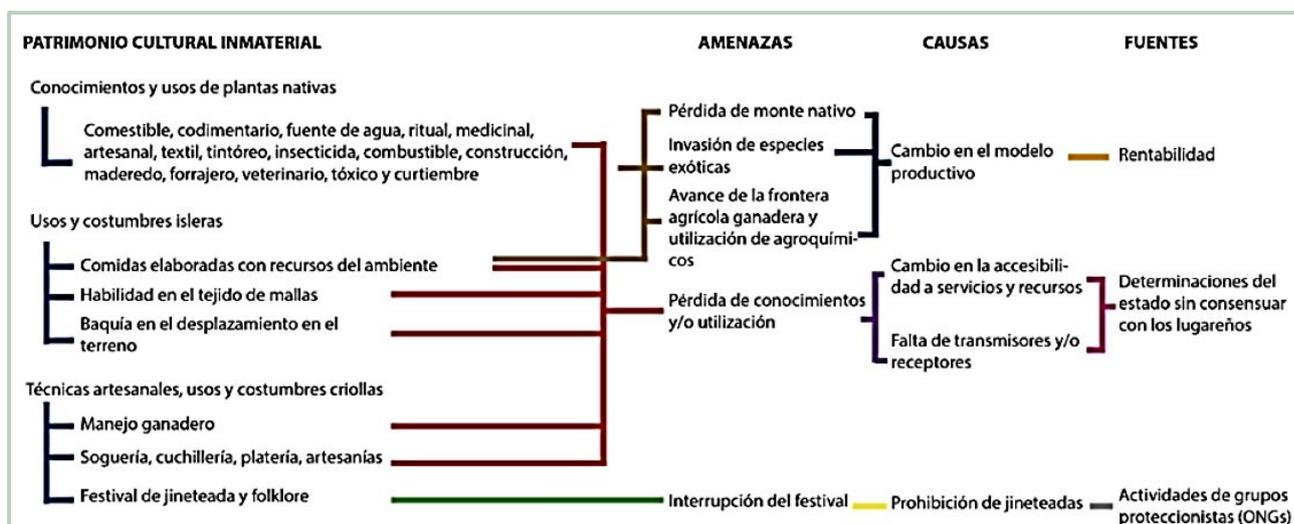 PATRIMONIO CULTURAL INMATERIAL
AMENAZAS
CAUSAS
FUENTES
Conocimientos y usos de plantas nativas
Comestible, codimentario, fuente de agua, ritual, medicinal,
artesanal, textil, tintóreo, insecticida, combustible, construcción,
maderedo, forrajero, veterinario, tóxico y curtiembre
Pérdida de monte nativo
Invasión de especies
exóticas
Avance de la frontera
agrícola ganadera y
utilización de agroquími-
cos
Cambio en el modelo
productivo
Rentabilidad
Usos y costumbres isleras
Comidas elaboradas con recursos del ambiente
Habilidad en el tejido de mallas
Baquía en el desplazamiento en el
terreno
Pérdida de conocimientos
y/o utilización
Cambio en la accesibili-
dad a servicios y recursos
Falta de transmisores y/o
receptores
Determinaciones del
estado sin consensuar
con los lugareños
Técnicas artesanales, usos y costumbres criollas
Manejo ganadero
Soguería, cuchillería, platería, artesanías
Festival de jineteada y folklore
Interrupción del festival
Prohibición de jineteadas
Actividades de grupos
proteccionistas (ONGs)